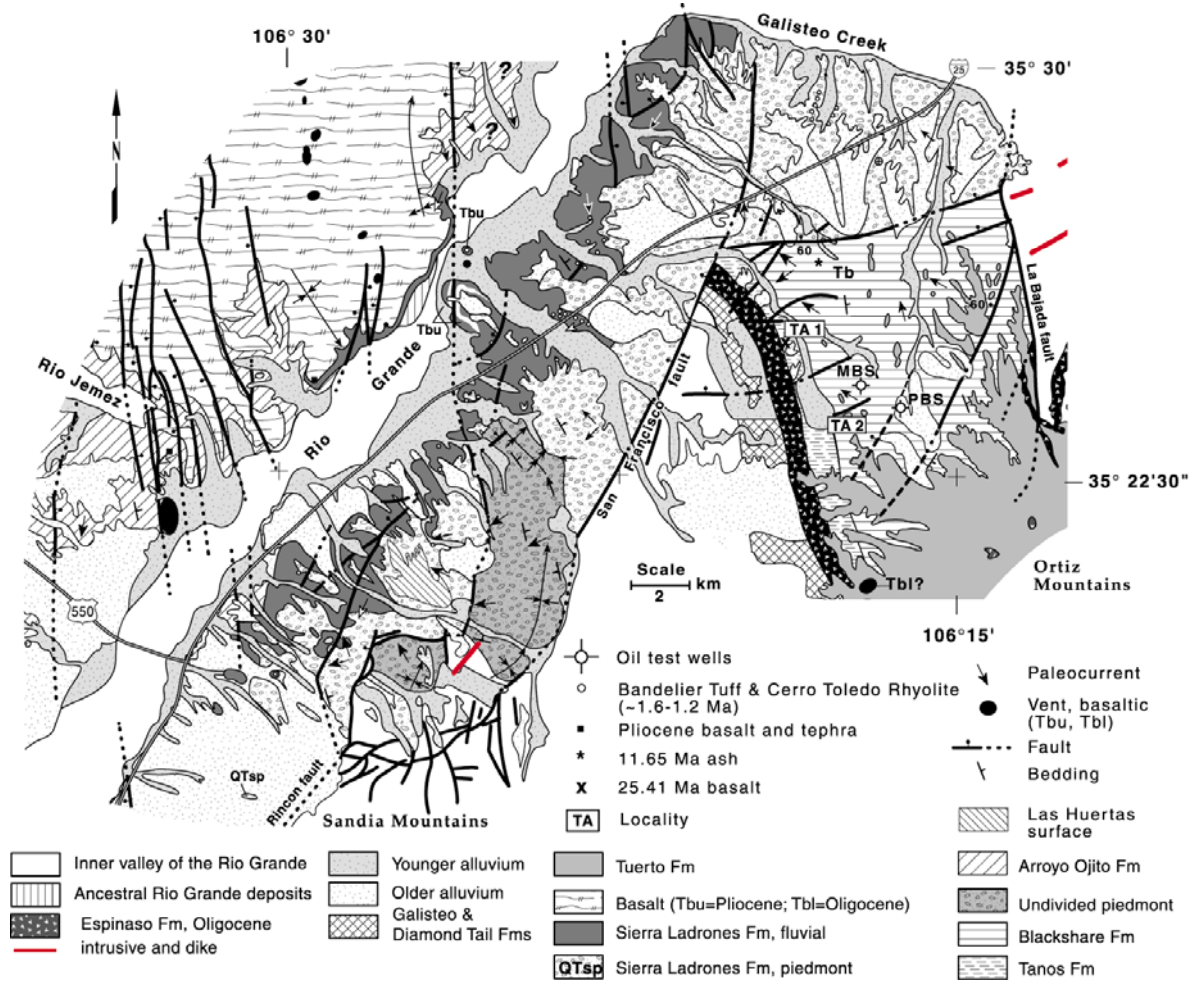 106° 30'
Galisteo Creek
25
35° 30'
N
?
?
Tbu
60
Tb
La Bajada fault
60
Tbu
TA 1
Rio Jemez
Grande
MBS
PBS
TA 2
Rio
San Francisco fault
35° 22'30"
Scale
2 km
Ortiz
Mountains
Tbl?
550
106°15'
QTsp
Rincon fault
Sandia Mountains
Oil test wells
Bandelier Tuff & Cerro Toledo Rhyolite
(~1.6-1.2 Ma)
Pliocene basalt and tephra
* 11.65 Ma ash
x 25.41 Ma basalt
TA Locality
Paleocurrent
Vent, basaltic
(Tbu, Tbl)
Fault
Bedding
Las Huertas
surface
Inner valley of the Rio Grande
Ancestral Rio Grande deposits
Espinaso Fm, Oligocene
intrusive and dike
Younger alluvium
Older alluvium
Galisteo &
Diamond Tail Fms
Tuerto Fm
Basalt (Tbu=Pliocene; Tbl=Oligocene)
Sierra Ladrones Fm, fluvial
QTsp Sierra Ladrones Fm, piedmont
Arroyo Ojito Fm
Undivided piedmont
Blackshare Fm
Tanos Fm